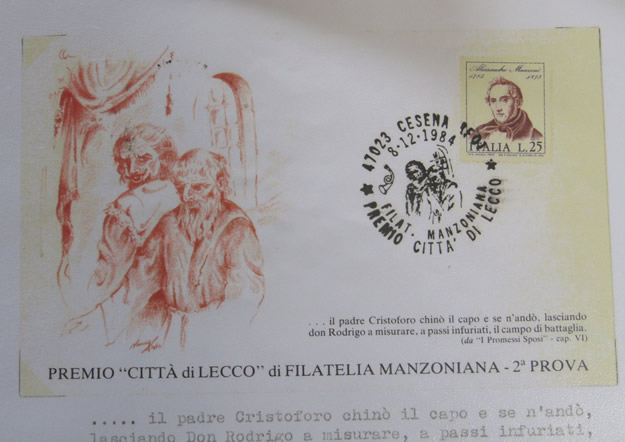 Alessandro Manzoni
1785 1873
ITALIA L.25
47023 CESENA (FO)
8-12-1984
FILAT. MANZONIANA
PREMIO CITTA' DI LECCO
. . . il padre Cristoforo chinò il capo e se n'andò, lasciando
don Rodrigo a misurare, a passi infuriati, il campo di battaglia.
(da "I Promessi Sposi" - cap. VI)
PREMIO "CITTÀ di LECCO" di FILATELIA MANZONIANA - 2ª PROVA
..... il padre Cristoforo chinò il capo e se n'andò,
lasciando Don Rodrigo a misurare, a passi infuriati,